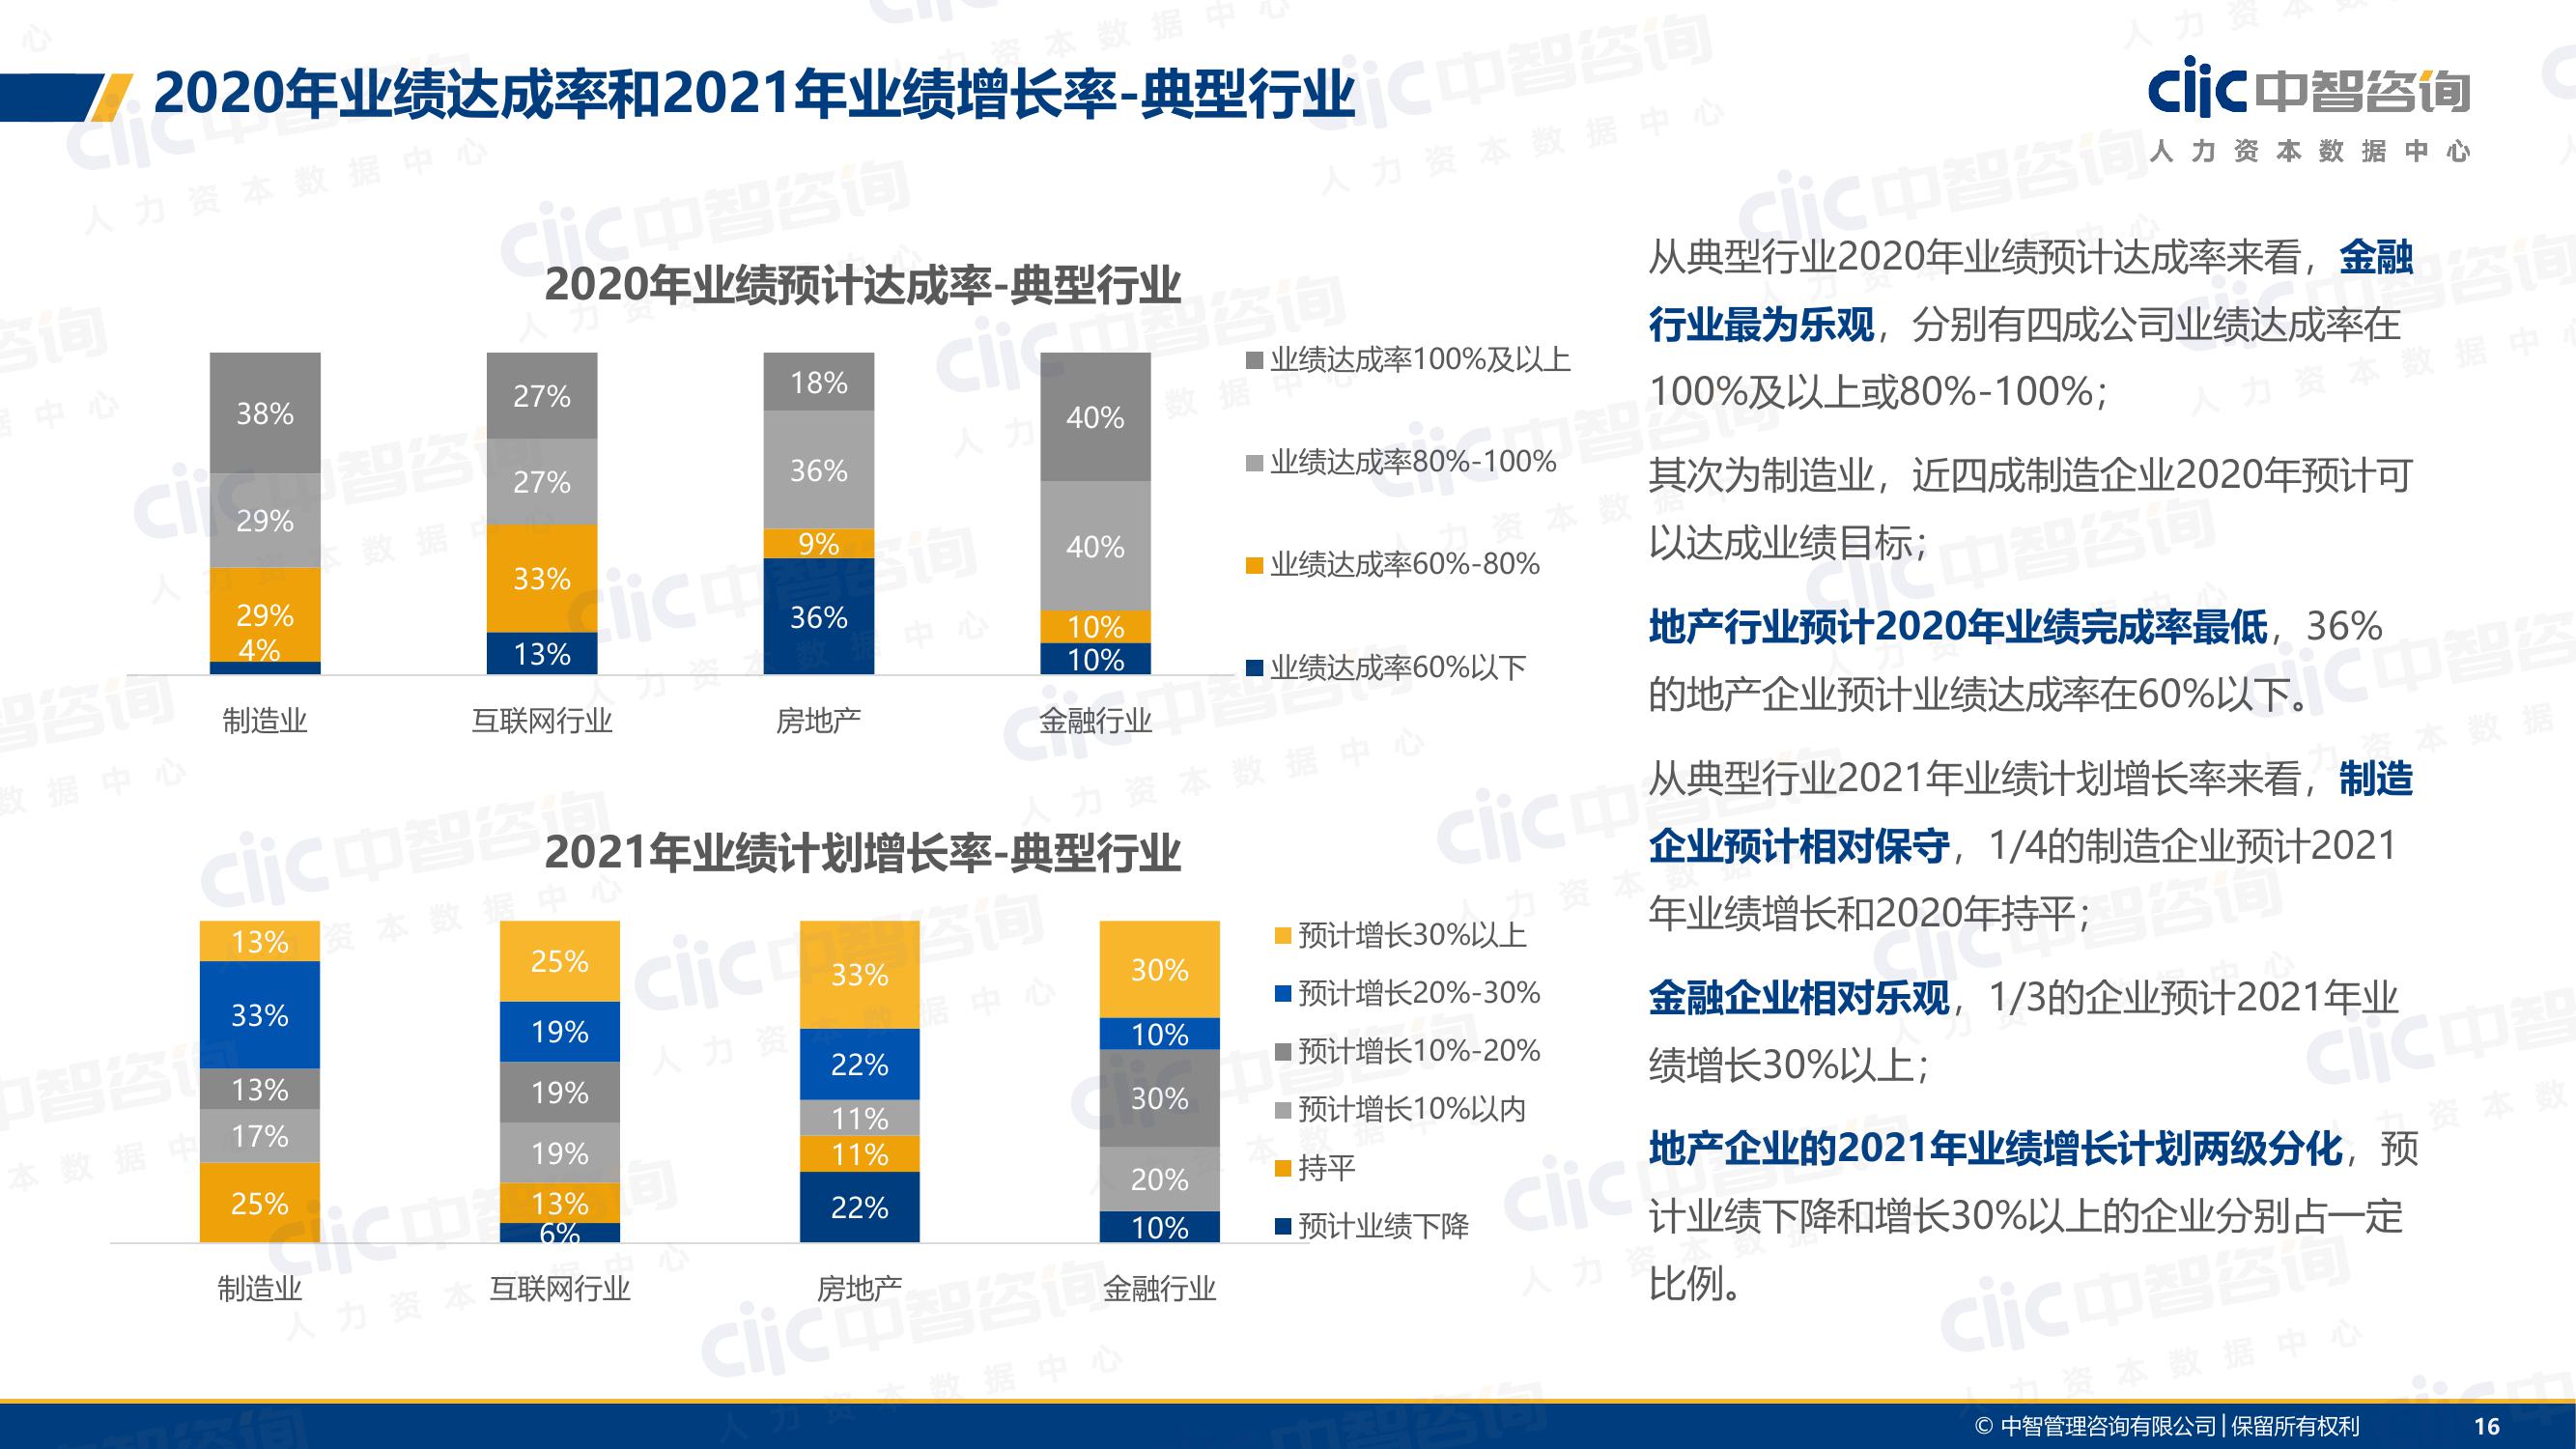 2020年业绩达成率和2021年业绩增长率-典型行业
ciic中智咨询
人力资本数据中心
2020年业绩预计达成率-典型行业
38%
29%
29%
4%
27%
27%
33%
13%
18%
36%
9%
36%
40%
40%
10%
10%
业绩达成率100%及以上
业绩达成率80%-100%
业绩达成率60%-80%
业绩达成率60%以下
制造业
互联网行业
房地产
金融行业
2021年业绩计划增长率-典型行业
13%
33%
13%
17%
25%
25%
19%
19%
19%
13%
6%
33%
22%
11%
11%
22%
30%
10%
30%
20%
10%
预计增长30%以上
预计增长20%-30%
预计增长10%-20%
预计增长10%以内
持平
预计业绩下降
制造业
互联网行业
房地产
金融行业
从典型行业2020年业绩预计达成率来看，金融
行业最为乐观，分别有四成公司业绩达成率在
100%及以上或80%-100%；
其次为制造业，近四成制造企业2020年预计可
以达成业绩目标；
地产行业预计2020年业绩完成率最低，36%
的地产企业预计业绩达成率在60%以下。
从典型行业2021年业绩计划增长率来看，制造
企业预计相对保守，1/4的制造企业预计2021
年业绩增长和2020年持平；
金融企业相对乐观，1/3的企业预计2021年业
绩增长30%以上；
地产企业的2021年业绩增长计划两级分化，预
计业绩下降和增长30%以上的企业分别占一定
比例。
© 中智管理咨询有限公司|保留所有权利
16